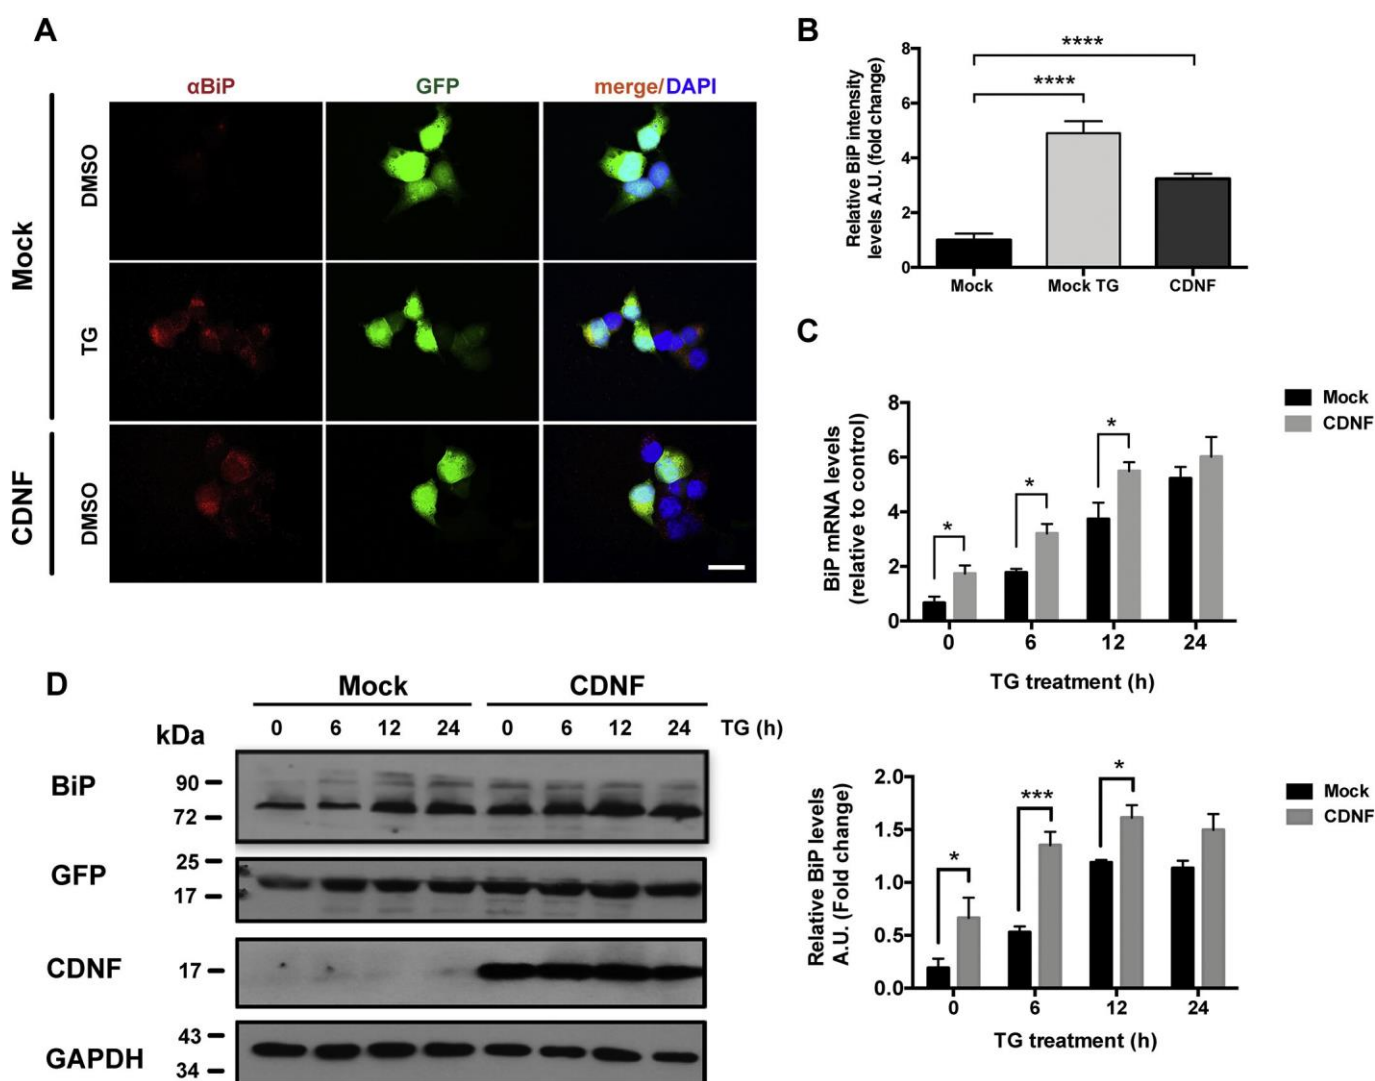 A
αBiP GFP merge/DAPI
Mock
DMSO
TG
CDNF
DMSO
B
Relative BiP intensity
levels A.U. (fold change)
8
6
4
2
0
**** 
****
Mock Mock TG CDNF
C
BiP mRNA levels
(relative to control)
8
6
4
2
0
* * *
0 6 12 24
TG treatment (h)
Mock
CDNF
D
Mock CDNF
kDa 0 6 12 24 0 6 12 24 TG (h)
BiP
90
72
GFP
25
17
CDNF
17
GAPDH
43
34
Relative BiP levels
A.U. (Fold change)
2.0
1.5
1.0
0.5
0.0
* *** *
0 6 12 24
TG treatment (h)
Mock
CDNF